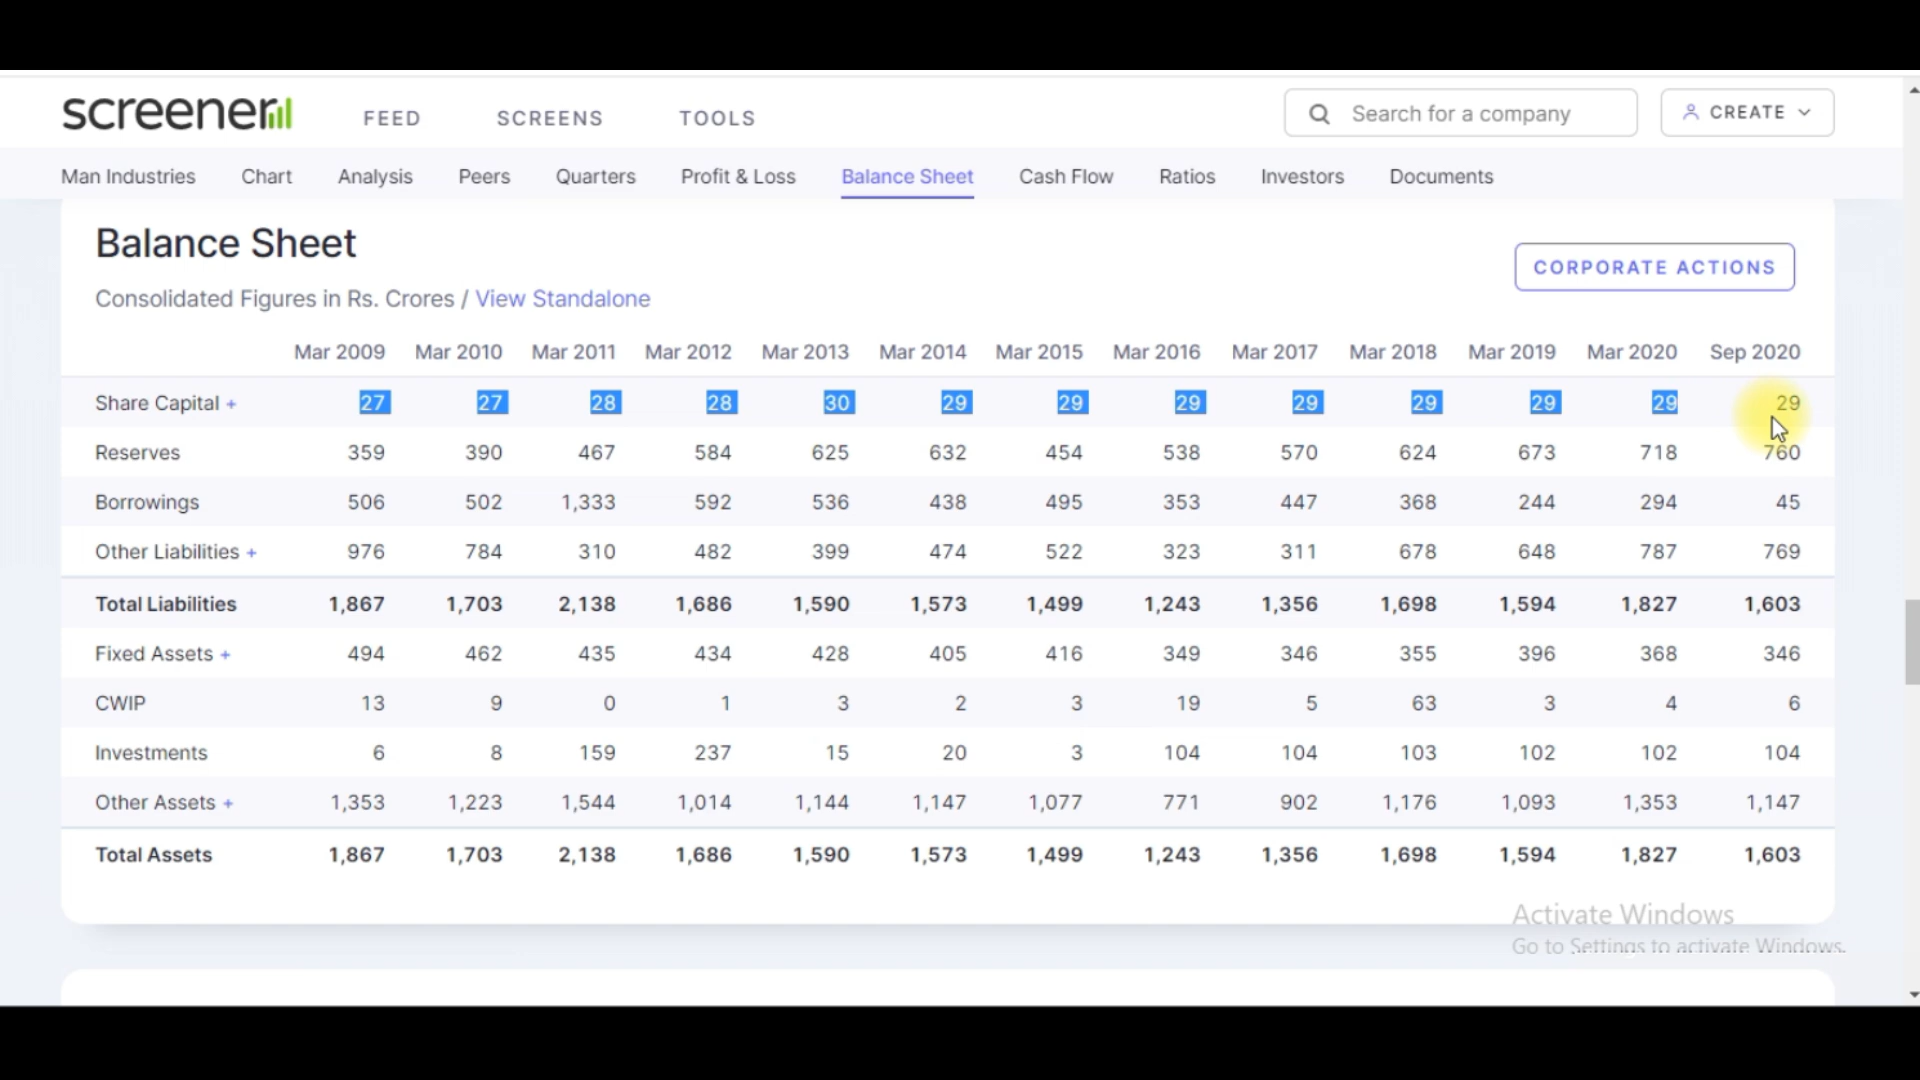 screener FEED SCREENS TOOLS Search for a company CREATE
Man Industries Chart Analysis Peers Quarters Profit & Loss Balance Sheet Cash Flow Ratios Investors Documents
Balance Sheet
CORPORATE ACTIONS
Consolidated Figures in Rs. Crores / View Standalone
Mar 2009 Mar 2010 Mar 2011 Mar 2012 Mar 2013 Mar 2014 Mar 2015 Mar 2016 Mar 2017 Mar 2018 Mar 2019 Mar 2020 Sep 2020
Share Capital + 27 27 28 28 30 29 29 29 29 29 29 29 29
Reserves 359 390 467 584 625 632 454 538 570 624 673 718 760
Borrowings 506 502 1,333 592 536 438 495 353 447 368 244 294 45
Other Liabilities + 976 784 310 482 399 474 522 323 311 678 648 787 769
Total Liabilities 1,867 1,703 2,138 1,686 1,590 1,573 1,499 1,243 1,356 1,698 1,594 1,827 1,603
Fixed Assets + 494 462 435 434 428 405 416 349 346 355 396 368 346
CWIP 13 9 0 1 3 2 3 19 5 63 3 4 6
Investments 6 8 159 237 15 20 3 104 104 103 102 102 104
Other Assets + 1,353 1,223 1,544 1,014 1,144 1,147 1,077 771 902 1,176 1,093 1,353 1,147
Total Assets 1,867 1,703 2,138 1,686 1,590 1,573 1,499 1,243 1,356 1,698 1,594 1,827 1,603
Activate Windows
Go to Settings to activate Windows.